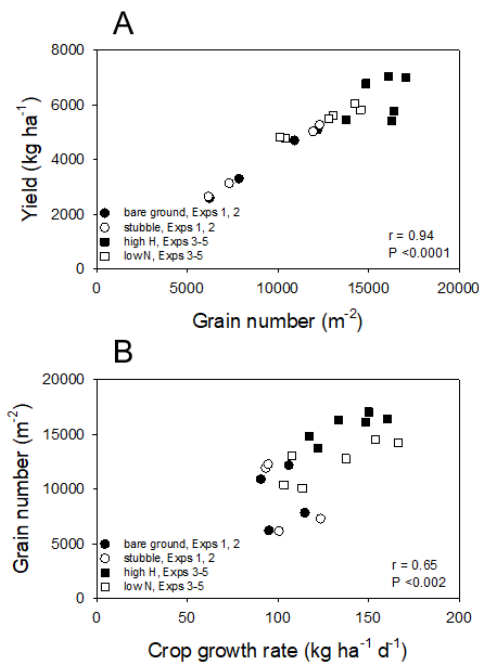 A
8000
6000
4000
2000
0
Yield (kg ha⁻¹)
bare ground, Exps 1, 2
stubble, Exps 1, 2
high H, Exps 3-5
low N, Exps 3-5
r = 0.94
P <0.0001
0 5000 10000 15000 20000
Grain number (m⁻²)
B
20000
15000
10000
5000
0
Grain number (m⁻²)
bare ground, Exps 1, 2
stubble, Exps 1, 2
high H, Exps 3-5
low N, Exps 3-5
r = 0.65
P <0.002
0 50 100 150 200
Crop growth rate (kg ha⁻¹ d⁻¹)